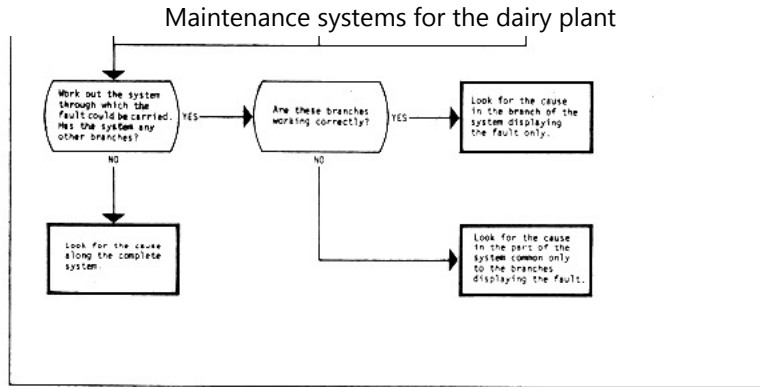 Maintenance systems for the dairy plant
Work out the system
through which the
fault could be carried.
Has the system any
other branches?
YES
Are these branches
working correctly?
YES
Look for the cause
in the branch of the
system displaying
the fault only.
NO
NO
Look for the cause
along the complete
system.
Look for the cause
in the part of the
system common only
to the branches
displaying the fault.